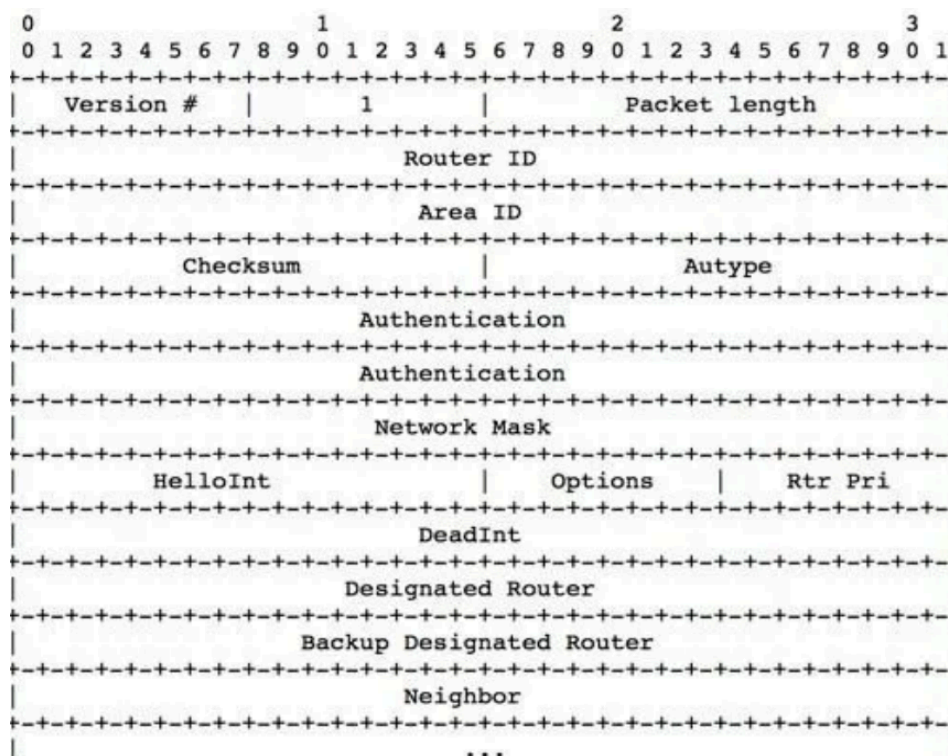 0 1 2 3
0 1 2 3 4 5 6 7 8 9 0 1 2 3 4 5 6 7 8 9 0 1 2 3 4 5 6 7 8 9 0 1
+-+-+-+-+-+-+-+-+-+-+-+-+-+-+-+-+-+-+-+-+-+-+-+-+-+-+-+-+-+-+-+-
| Version # | 1 | Packet length
+-+-+-+-+-+-+-+-+-+-+-+-+-+-+-+-+-+-+-+-+-+-+-+-+-+-+-+-+-+-+-+-
| Router ID
+-+-+-+-+-+-+-+-+-+-+-+-+-+-+-+-+-+-+-+-+-+-+-+-+-+-+-+-+-+-+-+-
| Area ID
+-+-+-+-+-+-+-+-+-+-+-+-+-+-+-+-+-+-+-+-+-+-+-+-+-+-+-+-+-+-+-+-
| Checksum | Autype
+-+-+-+-+-+-+-+-+-+-+-+-+-+-+-+-+-+-+-+-+-+-+-+-+-+-+-+-+-+-+-+-
| Authentication
+-+-+-+-+-+-+-+-+-+-+-+-+-+-+-+-+-+-+-+-+-+-+-+-+-+-+-+-+-+-+-+-
| Authentication
+-+-+-+-+-+-+-+-+-+-+-+-+-+-+-+-+-+-+-+-+-+-+-+-+-+-+-+-+-+-+-+-
| Network Mask
+-+-+-+-+-+-+-+-+-+-+-+-+-+-+-+-+-+-+-+-+-+-+-+-+-+-+-+-+-+-+-+-
| HelloInt | Options | Rtr Pri
+-+-+-+-+-+-+-+-+-+-+-+-+-+-+-+-+-+-+-+-+-+-+-+-+-+-+-+-+-+-+-+-
| DeadInt
+-+-+-+-+-+-+-+-+-+-+-+-+-+-+-+-+-+-+-+-+-+-+-+-+-+-+-+-+-+-+-+-
| Designated Router
+-+-+-+-+-+-+-+-+-+-+-+-+-+-+-+-+-+-+-+-+-+-+-+-+-+-+-+-+-+-+-+-
| Backup Designated Router
+-+-+-+-+-+-+-+-+-+-+-+-+-+-+-+-+-+-+-+-+-+-+-+-+-+-+-+-+-+-+-+-
| Neighbor
+-+-+-+-+-+-+-+-+-+-+-+-+-+-+-+-+-+-+-+-+-+-+-+-+-+-+-+-+-+-+-+-
| ...